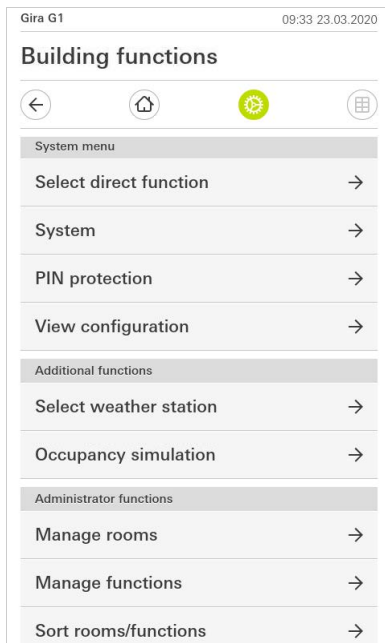 Gira G1 09:33 23.03.2020
Building functions
System menu
Select direct function
System
PIN protection
View configuration
Additional functions
Select weather station
Occupancy simulation
Administrator functions
Manage rooms
Manage functions
Sort rooms/functions